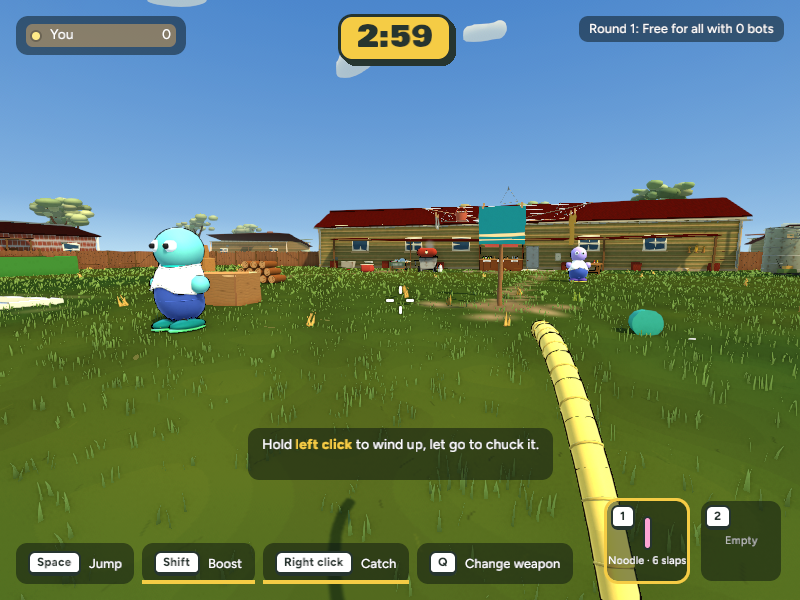 You 0
2:59
Round 1: Free for all with 0 bots
Hold left click to wind up, let go to chuck it.
1
Noodle · 6 slaps
2
Empty
Space Jump
Shift Boost
Right click Catch
Q Change weapon